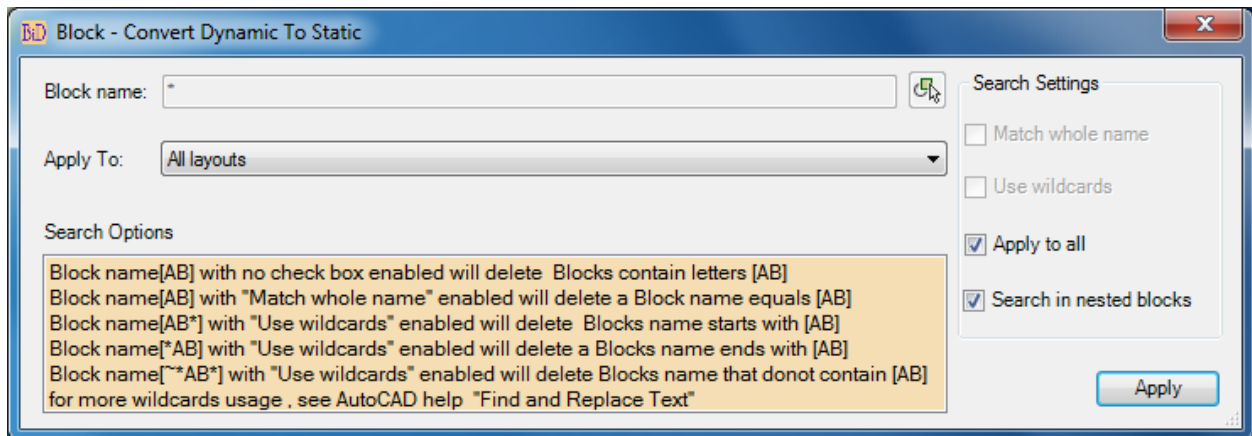 BiD Block - Convert Dynamic To Static
x
Block name: *
Apply To: All layouts
Search Options
Block name[AB] with no check box enabled will delete  Blocks contain letters [AB]
Block name[AB] with "Match whole name" enabled will delete a Block name equals [AB]
Block name[AB*] with "Use wildcards" enabled will delete  Blocks name starts with [AB]
Block name[*AB] with "Use wildcards" enabled will delete a Blocks name ends with [AB]
Block name[~*AB*] with "Use wildcards" enabled will delete Blocks name that donot contain [AB]
for more wildcards usage , see AutoCAD help  "Find and Replace Text"
Search Settings
Match whole name
Use wildcards
Apply to all
Search in nested blocks
Apply